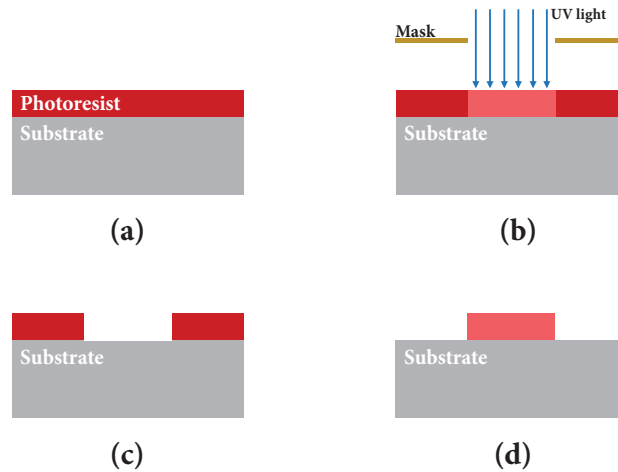 UV light
Mask
Photoresist
Substrate
Substrate
(a)
(b)
Substrate
Substrate
(c)
(d)